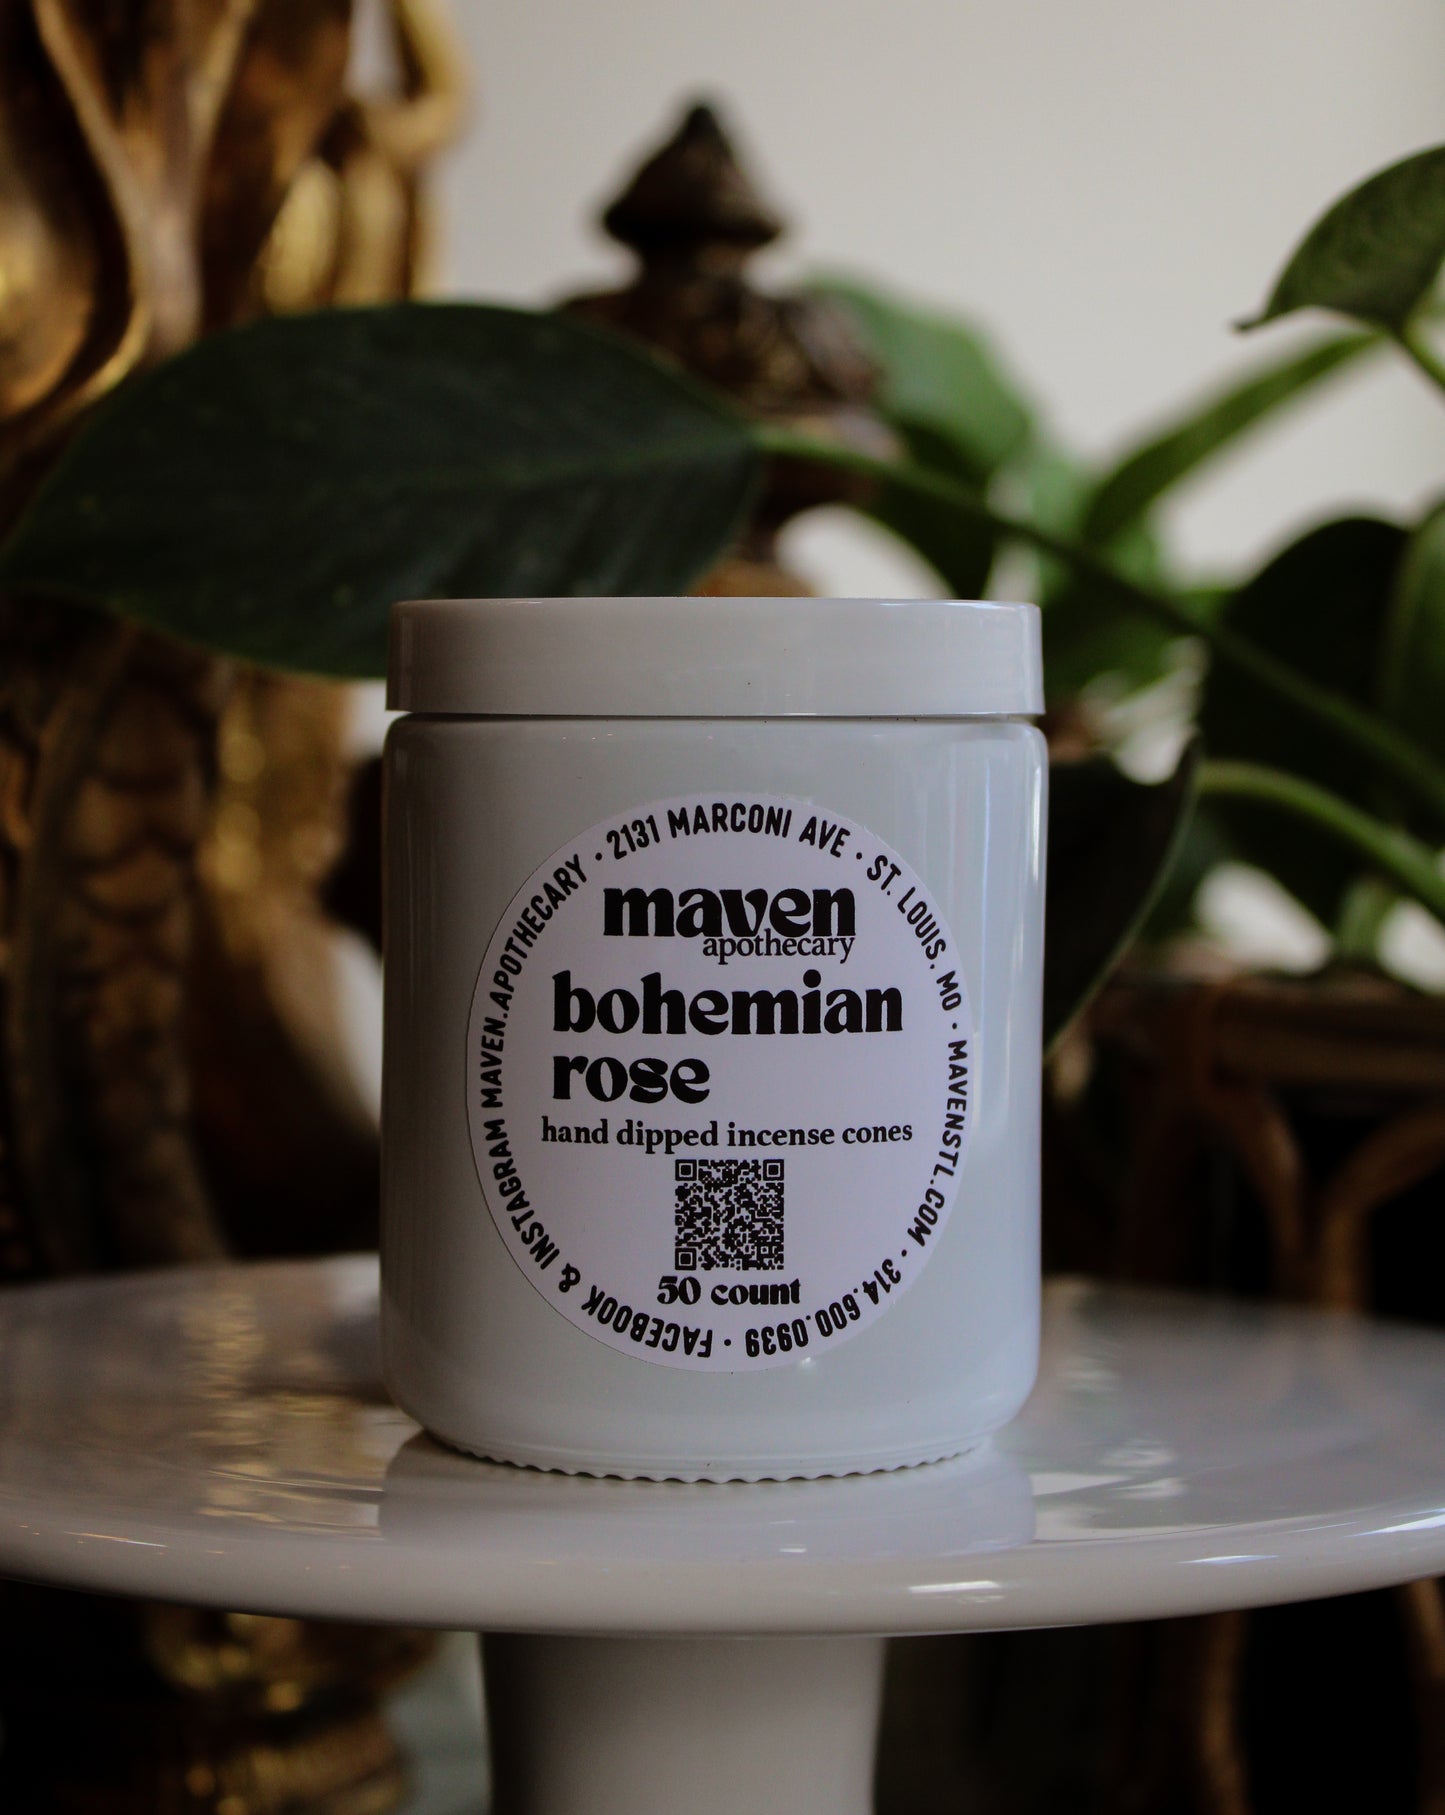 2131 MARCONI AVE • ST. LOUIS, MO • MAVENSTL.COM • 314.600.0939 • FACEBOOK & INSTAGRAM MAVEN.APOTHECARY •
maven
apothecary
bohemian
rose
hand dipped incense cones
50 count